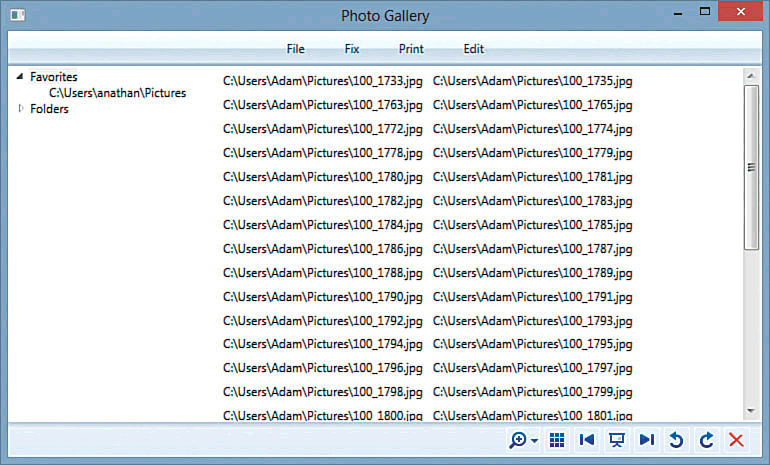 Photo Gallery
File Fix Print Edit
Favorites
C:\Users\anathan\Pictures
Folders
C:\Users\Adam\Pictures\100_1733.jpg C:\Users\Adam\Pictures\100_1735.jpg
C:\Users\Adam\Pictures\100_1763.jpg C:\Users\Adam\Pictures\100_1765.jpg
C:\Users\Adam\Pictures\100_1772.jpg C:\Users\Adam\Pictures\100_1774.jpg
C:\Users\Adam\Pictures\100_1778.jpg C:\Users\Adam\Pictures\100_1779.jpg
C:\Users\Adam\Pictures\100_1780.jpg C:\Users\Adam\Pictures\100_1781.jpg
C:\Users\Adam\Pictures\100_1782.jpg C:\Users\Adam\Pictures\100_1783.jpg
C:\Users\Adam\Pictures\100_1784.jpg C:\Users\Adam\Pictures\100_1785.jpg
C:\Users\Adam\Pictures\100_1786.jpg C:\Users\Adam\Pictures\100_1787.jpg
C:\Users\Adam\Pictures\100_1788.jpg C:\Users\Adam\Pictures\100_1789.jpg
C:\Users\Adam\Pictures\100_1790.jpg C:\Users\Adam\Pictures\100_1791.jpg
C:\Users\Adam\Pictures\100_1792.jpg C:\Users\Adam\Pictures\100_1793.jpg
C:\Users\Adam\Pictures\100_1794.jpg C:\Users\Adam\Pictures\100_1795.jpg
C:\Users\Adam\Pictures\100_1796.jpg C:\Users\Adam\Pictures\100_1797.jpg
C:\Users\Adam\Pictures\100_1798.jpg C:\Users\Adam\Pictures\100_1799.jpg
C:\Users\Adam\Pictures\100_1800.jpg C:\Users\Adam\Pictures\100_1801.jpg